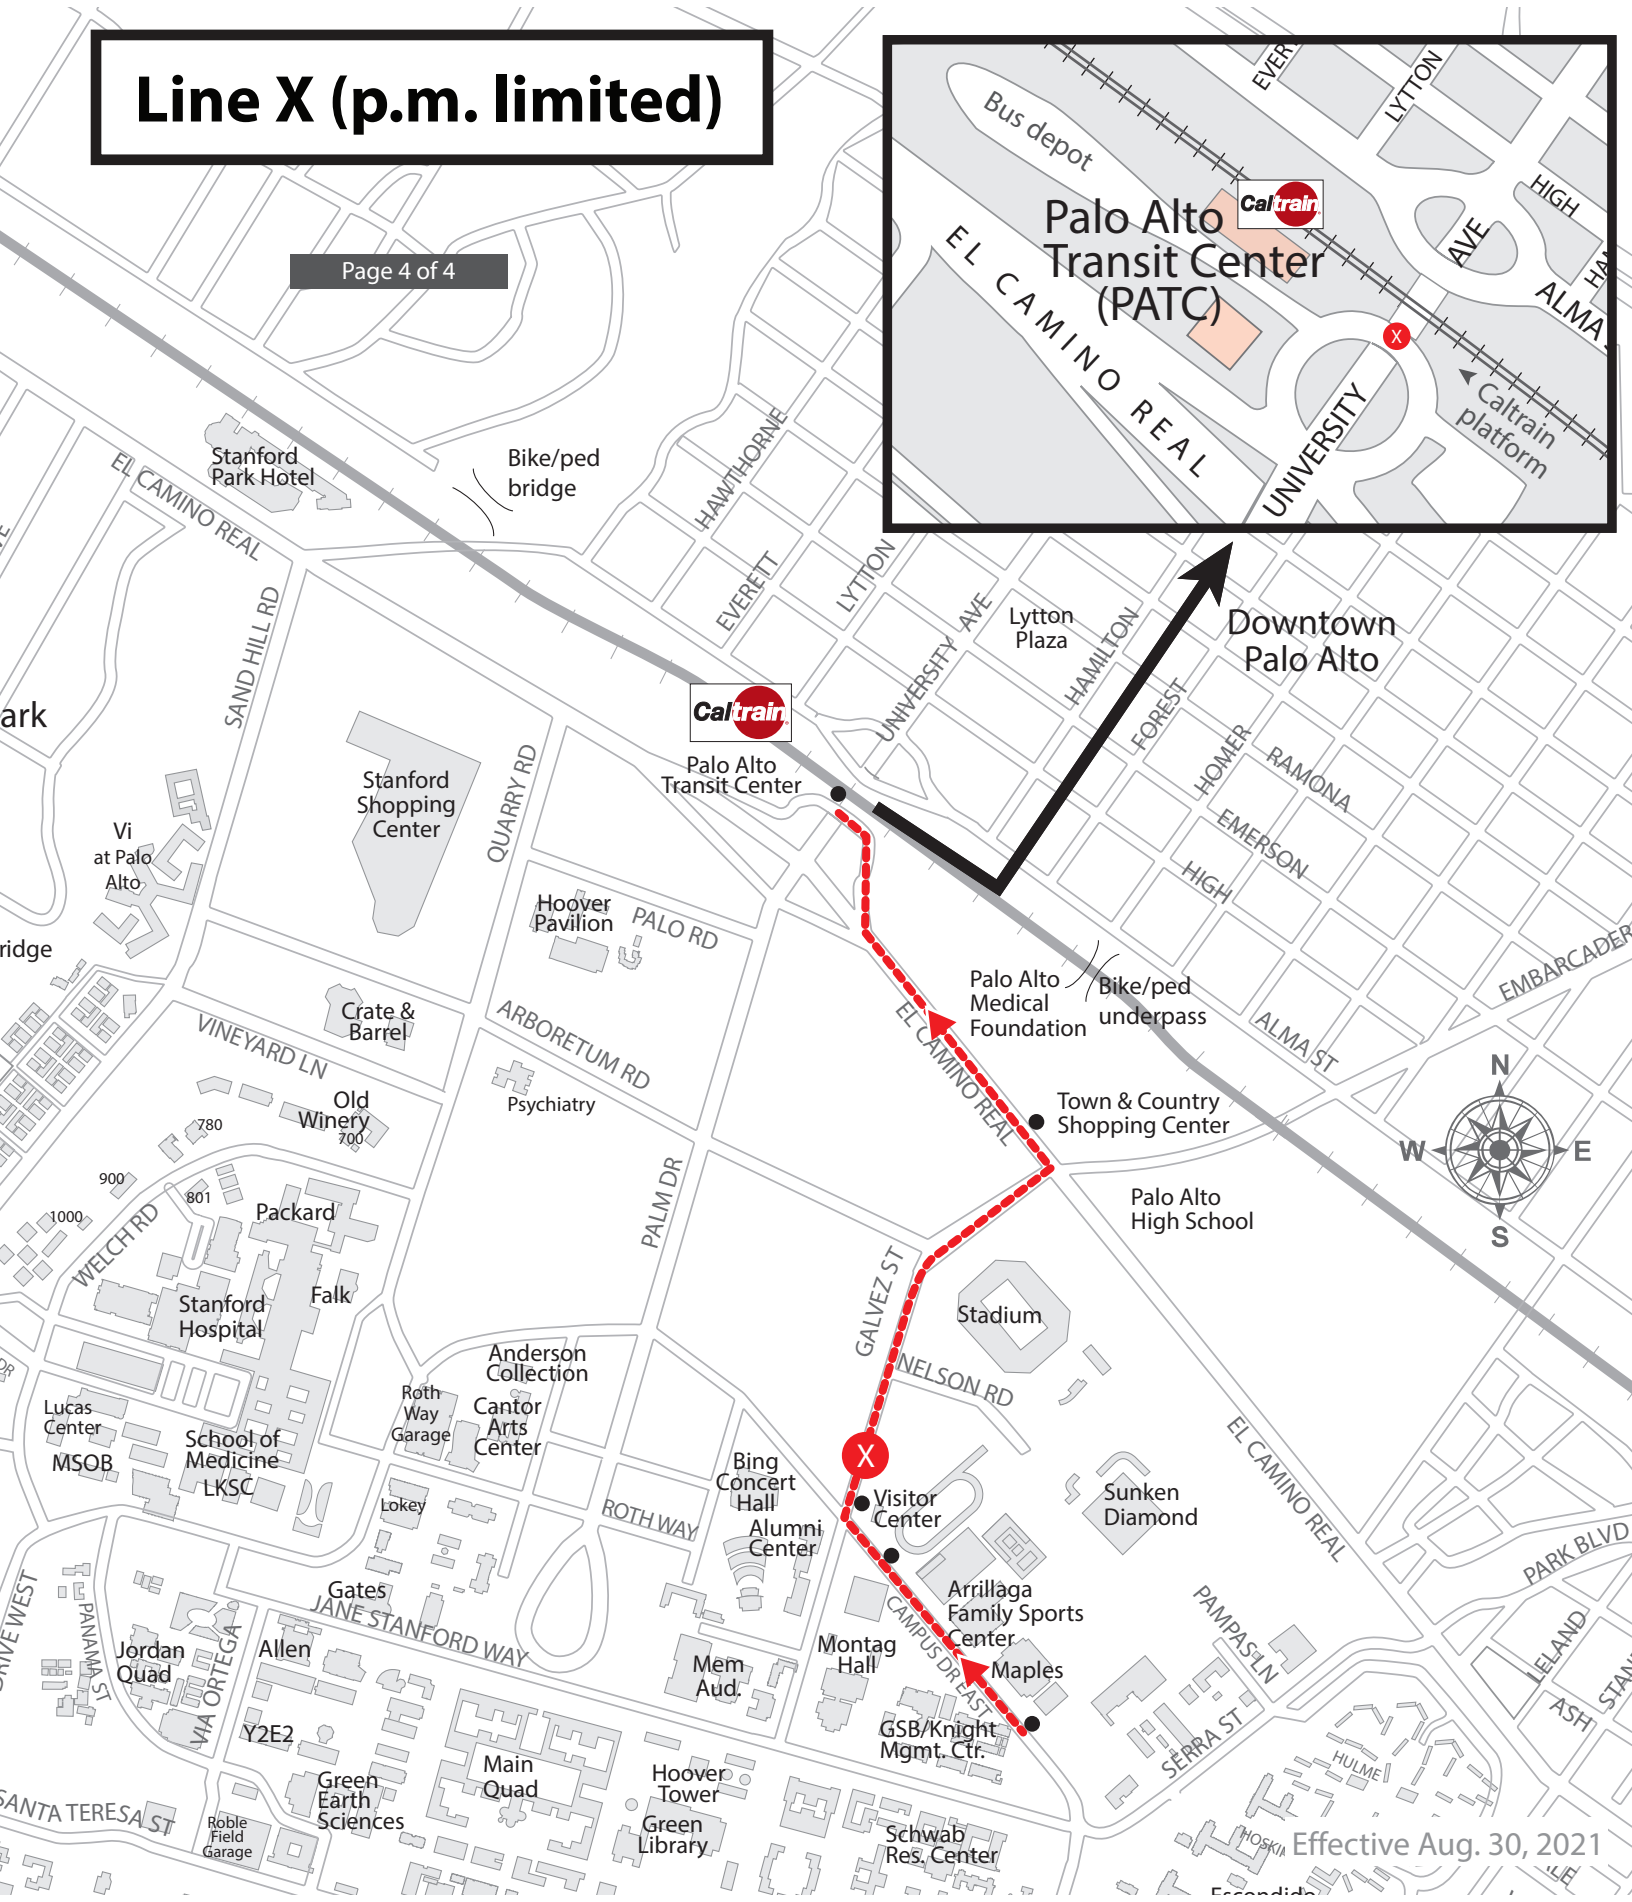 Line X (p.m. limited)
Page 4 of 4
EVER
LYTTON
Bus depot
HIGH
Caltrain
AVE
Palo Alto
Transit Center
(PATC)
HAM
ALMA
EL CAMINO REAL
X
UNIVERSITY
Caltrain
platform
Stanford
Park Hotel
EL CAMINO REAL
Bike/ped
bridge
HAWTHORNE
EVERETT
LYTTON
UNIVERSITY AVE
Lytton
Plaza
HAMILTON
Downtown
Palo Alto
SAND HILL RD
FOREST
HOMER
RAMONA
EMERSON
HIGH
ark
Caltrain
Palo Alto
Transit Center
Stanford
Shopping
Center
QUARRY RD
Vi
at Palo
Alto
Hoover
Pavilion
PALO RD
ridge
EMBARCADER
Palo Alto
Medical
Foundation
Bike/ped
underpass
ALMA ST
Crate &
Barrel
VINEYARD LN
ARBORETUM RD
EL CAMINO REAL
N
W
E
S
Psychiatry
Old
Winery
700
780
Town & Country
Shopping Center
900
801
1000
WELCH RD
Packard
PALM DR
Palo Alto
High School
Stanford
Hospital
Falk
GALVEZ ST
Stadium
NELSON RD
DR
Anderson
Collection
Roth
Way
Garage
Cantor
Arts
Center
Lucas
Center
MSOB
School of
Medicine
LKSC
Lokey
ROTH WAY
Bing
Concert
Hall
Alumni
Center
X
Visitor
Center
Sunken
Diamond
EL CAMINO REAL
PARK BLVD
Gates
JANE STANFORD WAY
Arrillaga
Family Sports
Center
CAMPUS DR EAST
PAMPAS LN
LELAND
STAN
ASH
DRIVE WEST
PANAMA ST
Jordan
Quad
VIA ORTEGA
Allen
Mem
Aud.
Montag
Hall
Maples
GSB/Knight
Mgmt. Ctr.
SERRA ST
HULME
Y2E2
Main
Quad
Green
Earth
Sciences
Hoover
Tower
Green
Library
SANTA TERESA ST
Roble
Field
Garage
Schwab
Res. Center
HOSKIN
Effective Aug. 30, 2021
Escondido